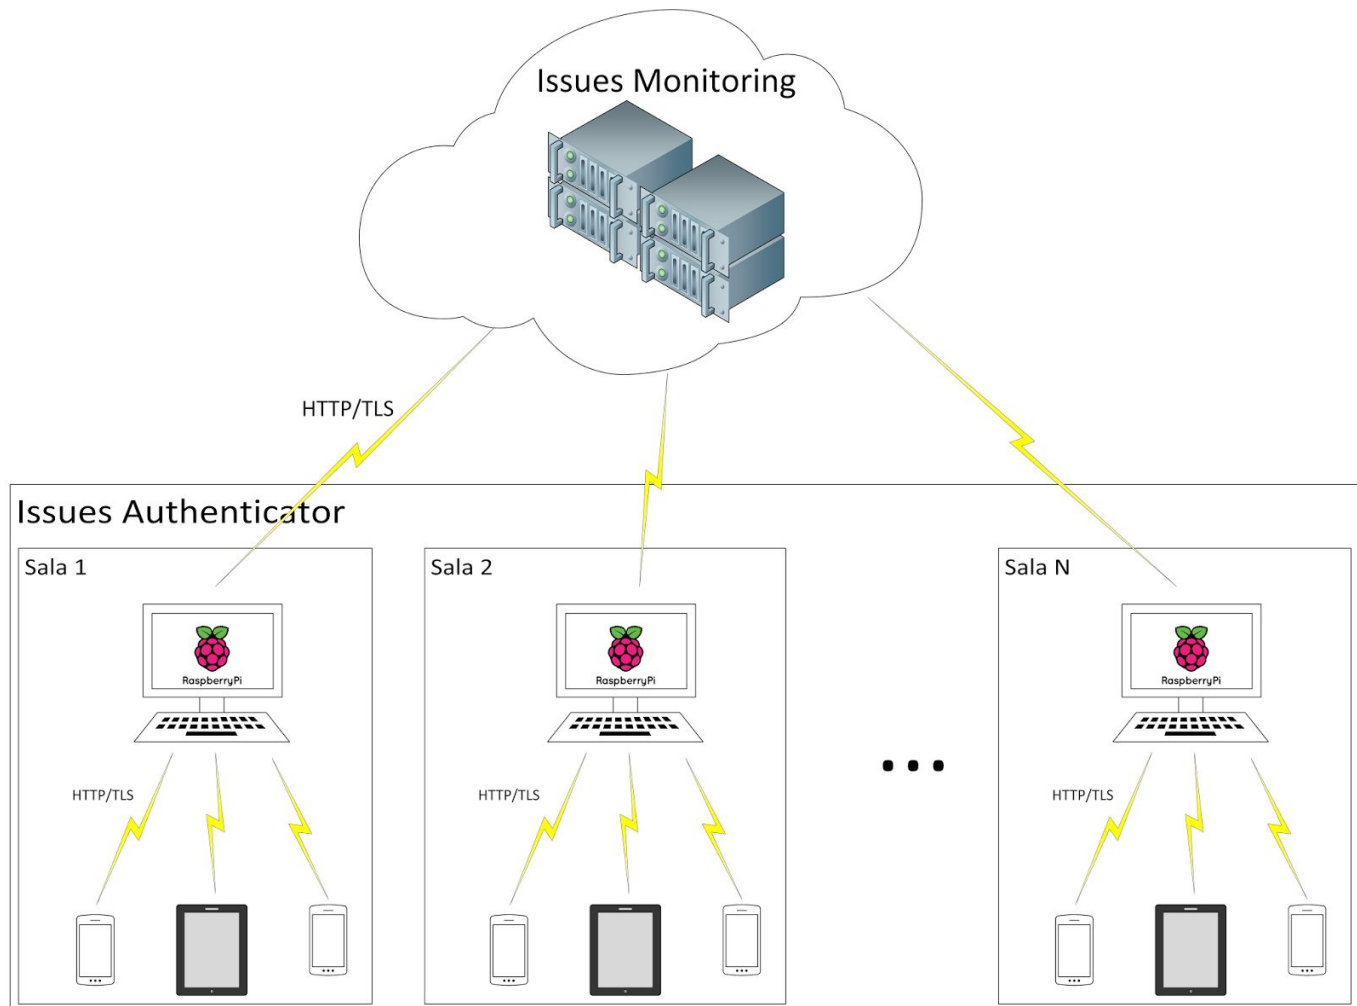 Issues Monitoring
HTTP/TLS
Issues Authenticator
Sala 1
Sala 2
Sala N
RaspberryPi
RaspberryPi
RaspberryPi
...
HTTP/TLS
HTTP/TLS
HTTP/TLS